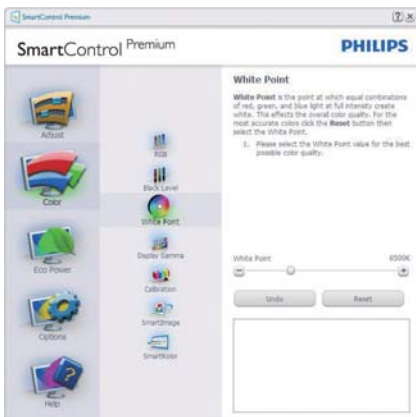 SmartControl Premium
SmartControl Premium
PHILIPS
Adjust
Color
Eco Power
Options
Help
RGB
Black Level
White Point
Display Gamma
Calibration
SmartImage
SmartKolor
White Point
White Point is the point at which equal combinations
of red, green, and blue light at full intensity create
white. This effects the overall color quality. For the
most accurate colors click the Reset button then
select the White Point.
1. Please select the White Point value for the best
possible color quality.
White Point 6500K
Undo Reset